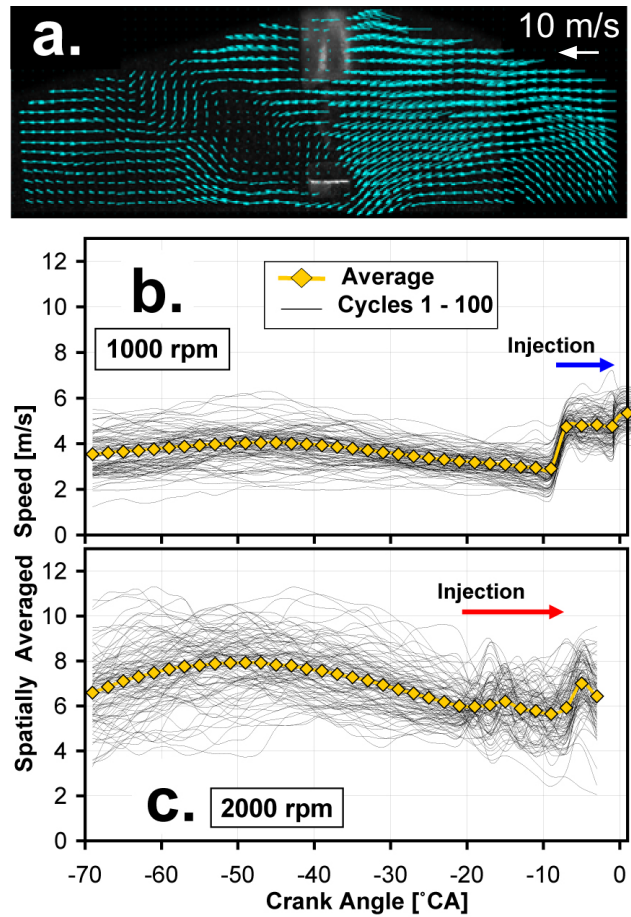 a.
10 m/s
b.
1000 rpm
Average
Cycles 1 - 100
Injection
12
10
8
6
4
2
0
Spatially Averaged Speed [m/s]
Injection
12
10
8
6
4
2
0
c.
2000 rpm
-70 -60 -50 -40 -30 -20 -10 0
Crank Angle [°CA]